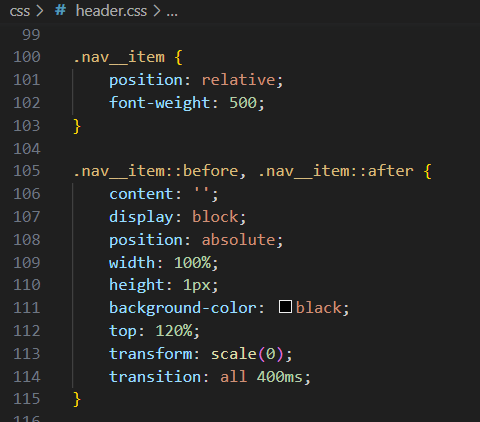 css > # header.css > ...
99
100 .nav__item {
101     position: relative;
102     font-weight: 500;
103 }
104
105 .nav__item::before, .nav__item::after {
106     content: '';
107     display: block;
108     position: absolute;
109     width: 100%;
110     height: 1px;
111     background-color: black;
112     top: 120%;
113     transform: scale(0);
114     transition: all 400ms;
115 }
116